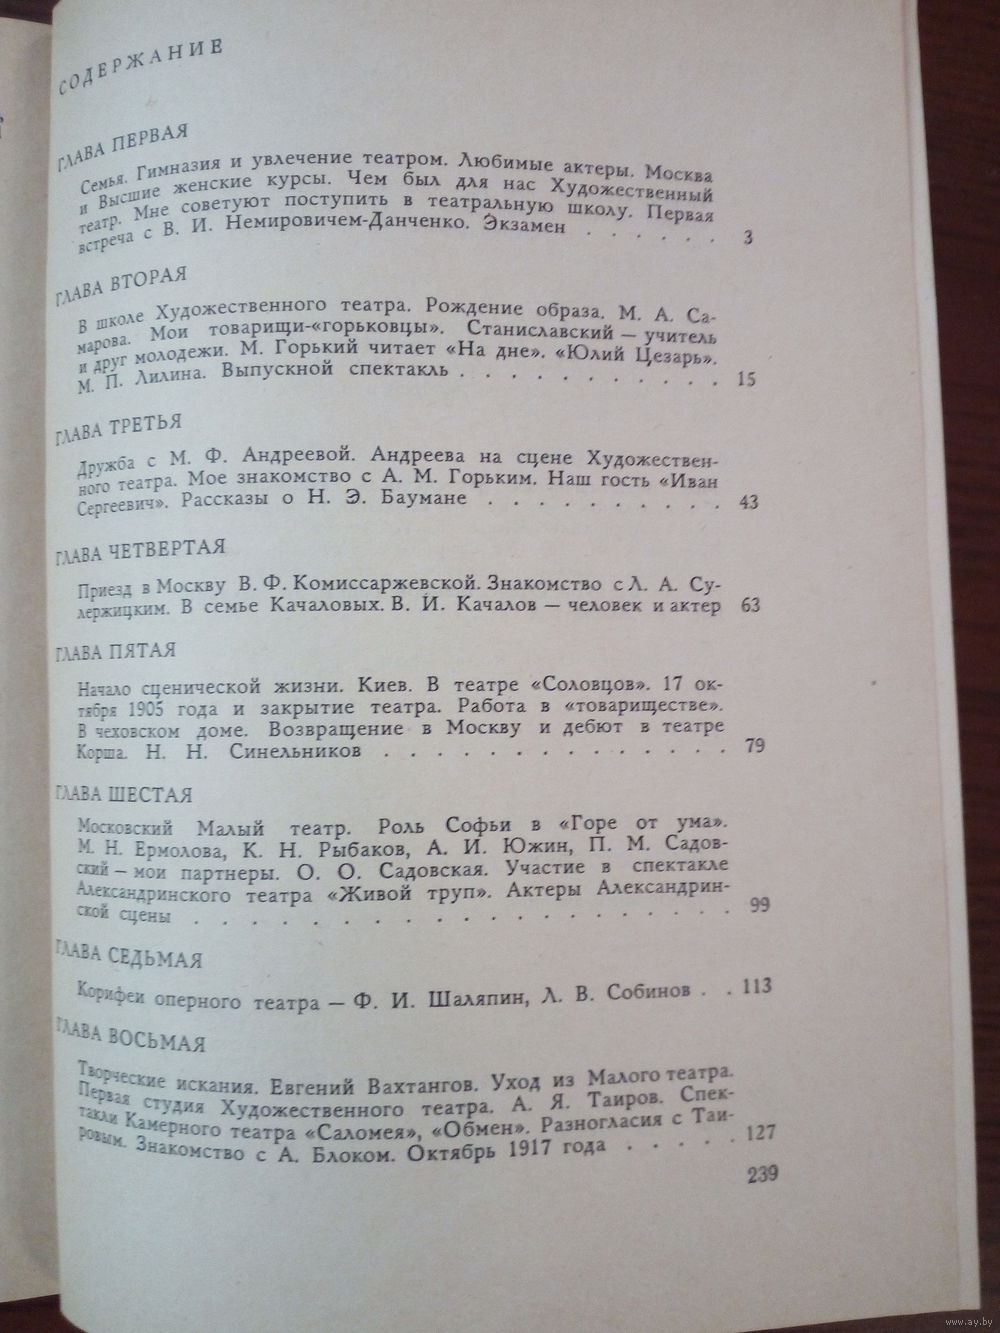 СОДЕРЖАНИЕ
ГЛАВА ПЕРВАЯ
Семья. Гимназия и увлечение театром. Любимые актеры. Москва
и Высшие женские курсы. Чем был для нас Художественный
театр. Мне советуют поступить в театральную школу. Первая
встреча с В. И. Немировичем-Данченко. Экзамен . . . . . . 3
ГЛАВА ВТОРАЯ
В школе Художественного театра. Рождение образа. М. А. Са-
марова. Мои товарищи-«горьковцы». Станиславский — учитель
и друг молодежи. М. Горький читает «На дне». «Юлий Цезарь».
М. П. Лилина. Выпускной спектакль . . . . . . . . . . . 15
ГЛАВА ТРЕТЬЯ
Дружба с М. Ф. Андреевой. Андреева на сцене Художествен-
ного театра. Мое знакомство с А. М. Горьким. Наш гость «Иван
Сергеевич». Рассказы о Н. Э. Баумане . . . . . . . . . . 43
ГЛАВА ЧЕТВЕРТАЯ
Приезд в Москву В. Ф. Комиссаржевской. Знакомство с Л. А. Су-
лержицким. В семье Качаловых. В. И. Качалов — человек и актер 63
ГЛАВА ПЯТАЯ
Начало сценической жизни. Киев. В театре «Соловцов». 17 ок-
тября 1905 года и закрытие театра. Работа в «товариществе».
В чеховском доме. Возвращение в Москву и дебют в театре
Корша. Н. Н. Синельников . . . . . . . . . . . . . . 79
ГЛАВА ШЕСТАЯ
Московский Малый театр. Роль Софьи в «Горе от ума».
М. Н. Ермолова, К. Н. Рыбаков, А. И. Южин, П. М. Садов-
ский — мои партнеры. О. О. Садовская. Участие в спектакле
Александринского театра «Живой труп». Актеры Александрин-
ской сцены . . . . . . . . . . . . . . . . . . . 99
ГЛАВА СЕДЬМАЯ
Корифеи оперного театра — Ф. И. Шаляпин, Л. В. Собинов . . 113
ГЛАВА ВОСЬМАЯ
Творческие искания. Евгений Вахтангов. Уход из Малого театра.
Первая студия Художественного театра. А. Я. Таиров. Спек-
такли Камерного театра «Саломея», «Обмен». Разногласия с Таи-
ровым. Знакомство с А. Блоком. Октябрь 1917 года . . . . . 127
239
www.ay.by